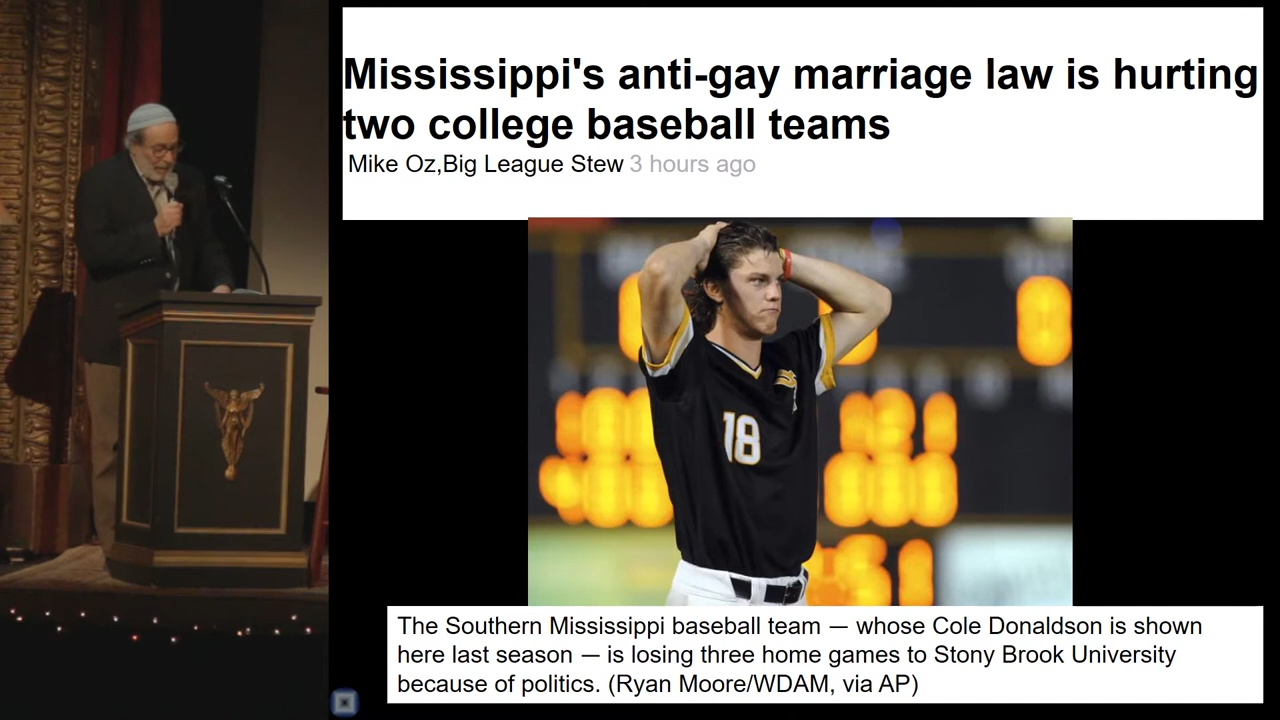 Mississippi's anti-gay marriage law is hurting
two college baseball teams
Mike Oz,Big League Stew 3 hours ago
18
The Southern Mississippi baseball team — whose Cole Donaldson is shown
here last season — is losing three home games to Stony Brook University
because of politics. (Ryan Moore/WDAM, via AP)